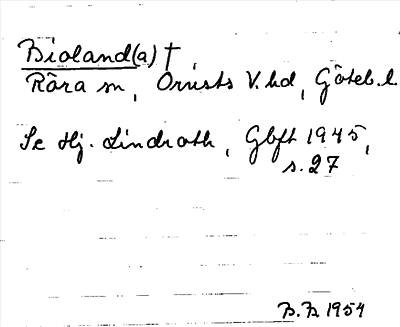 Bioland(a) †
Röra sn, Orusts V. hd, Göteb. l.
Se Hj. Lindroth, Gbft 1945,
s. 27
B.B. 1954